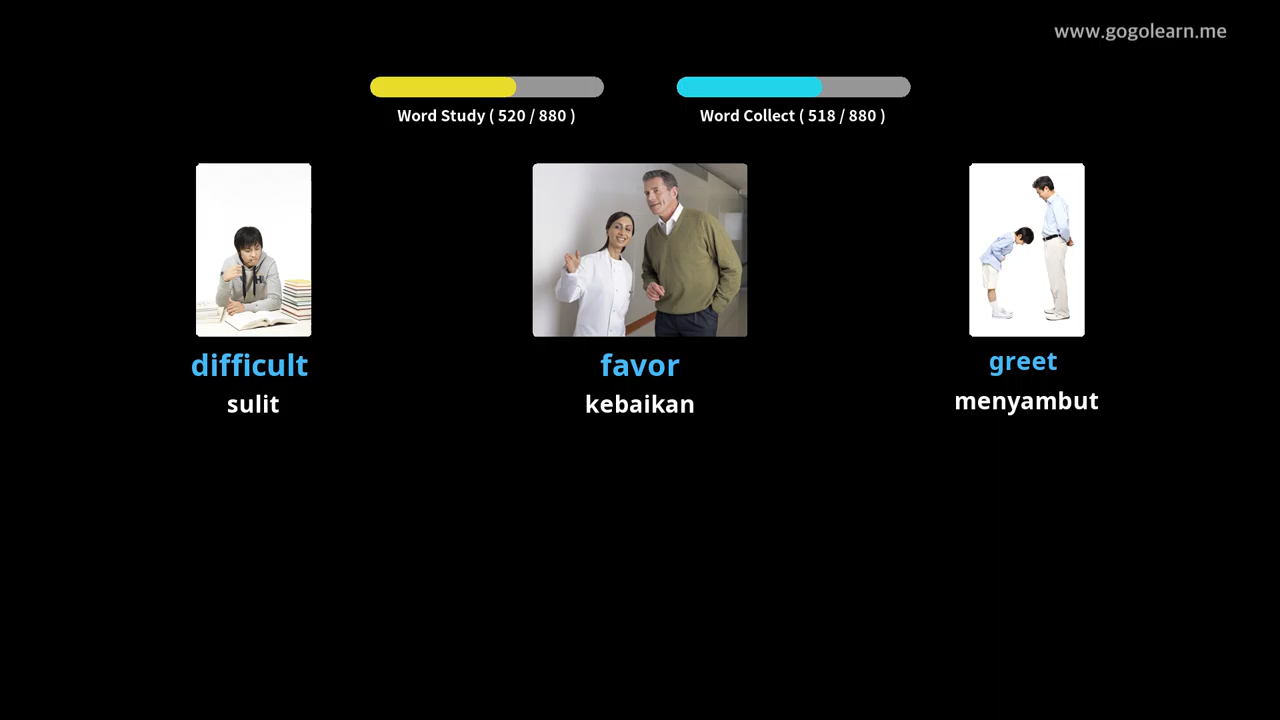 www.gogolearn.me
Word Study ( 520 / 880 )
Word Collect ( 518 / 880 )
difficult
sulit
favor
kebaikan
greet
menyambut